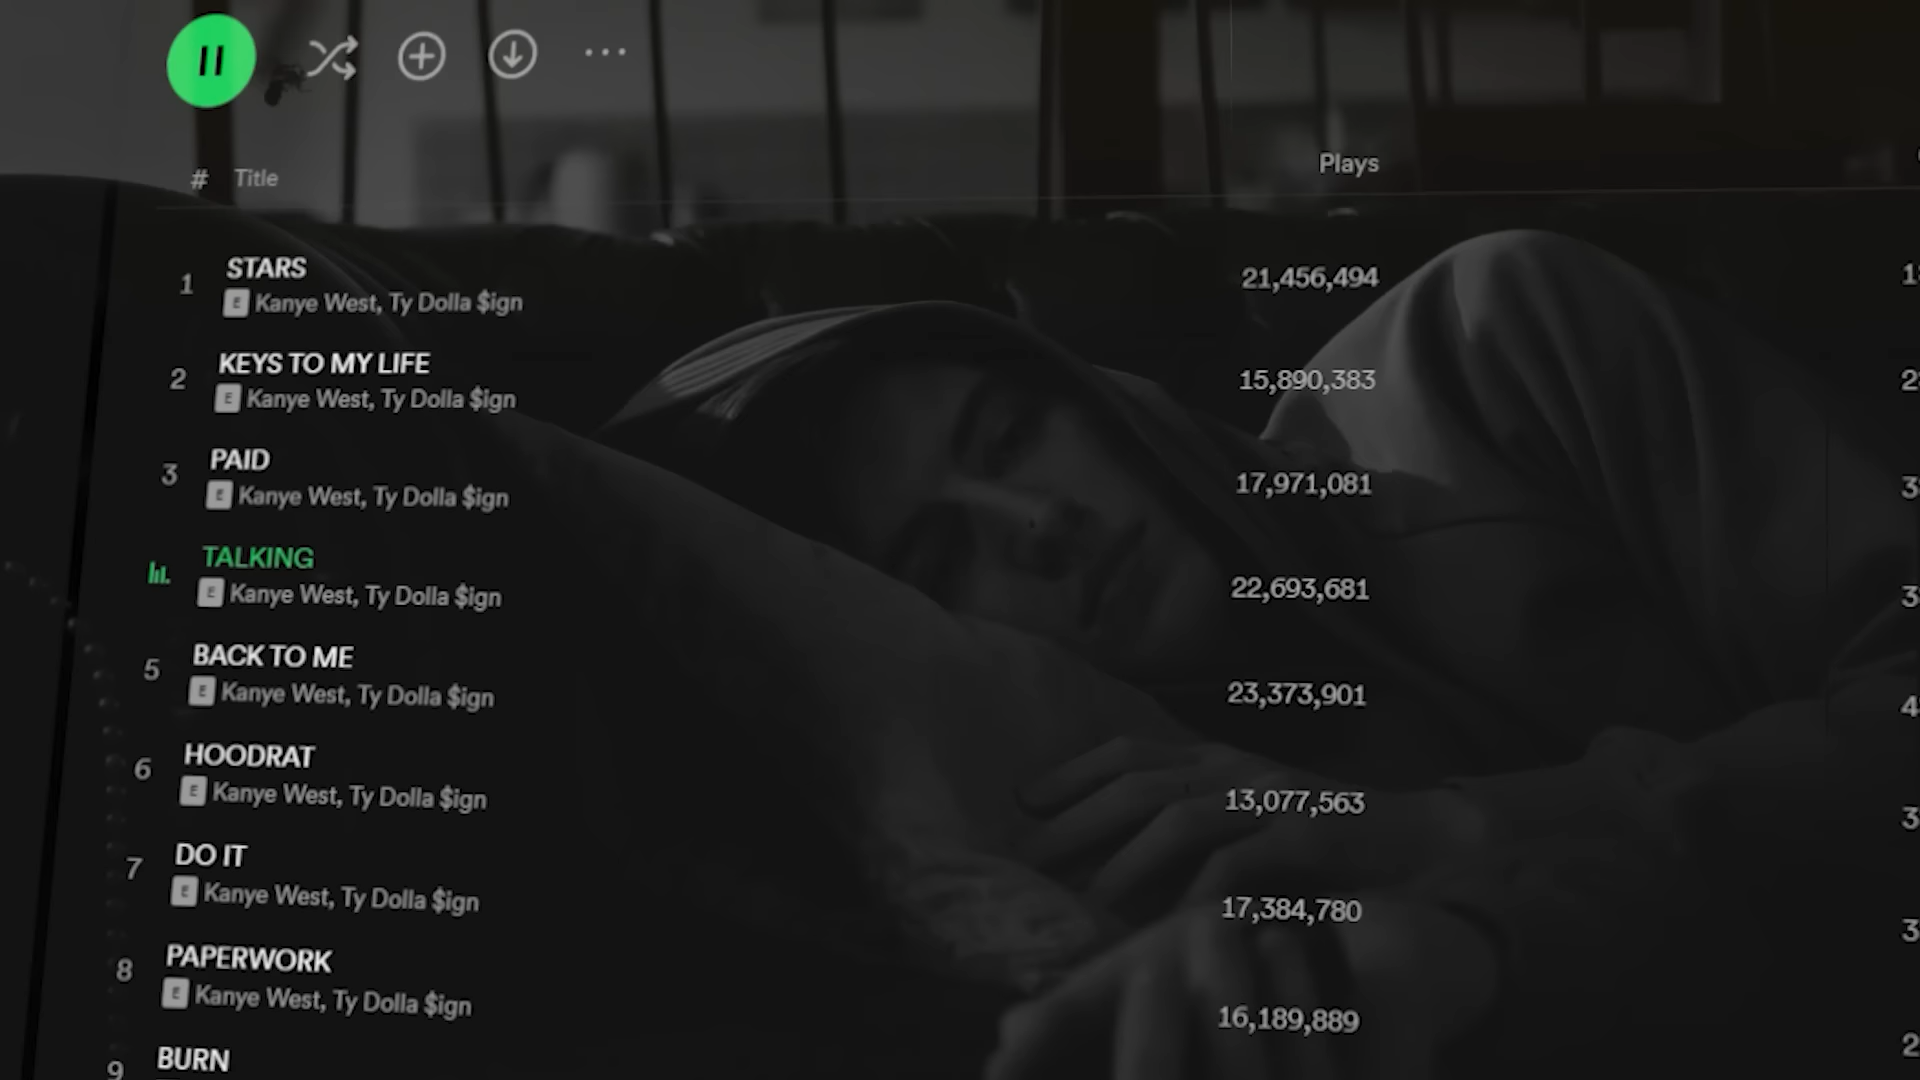 # Title Plays
1 STARS 21,456,494
E Kanye West, Ty Dolla $ign
2 KEYS TO MY LIFE 15,890,383
E Kanye West, Ty Dolla $ign
3 PAID 17,971,081
E Kanye West, Ty Dolla $ign
TALKING 22,693,681
E Kanye West, Ty Dolla $ign
5 BACK TO ME 23,373,901
E Kanye West, Ty Dolla $ign
6 HOODRAT 13,077,563
E Kanye West, Ty Dolla $ign
7 DO IT 17,384,780
E Kanye West, Ty Dolla $ign
8 PAPERWORK 16,189,889
E Kanye West, Ty Dolla $ign
9 BURN